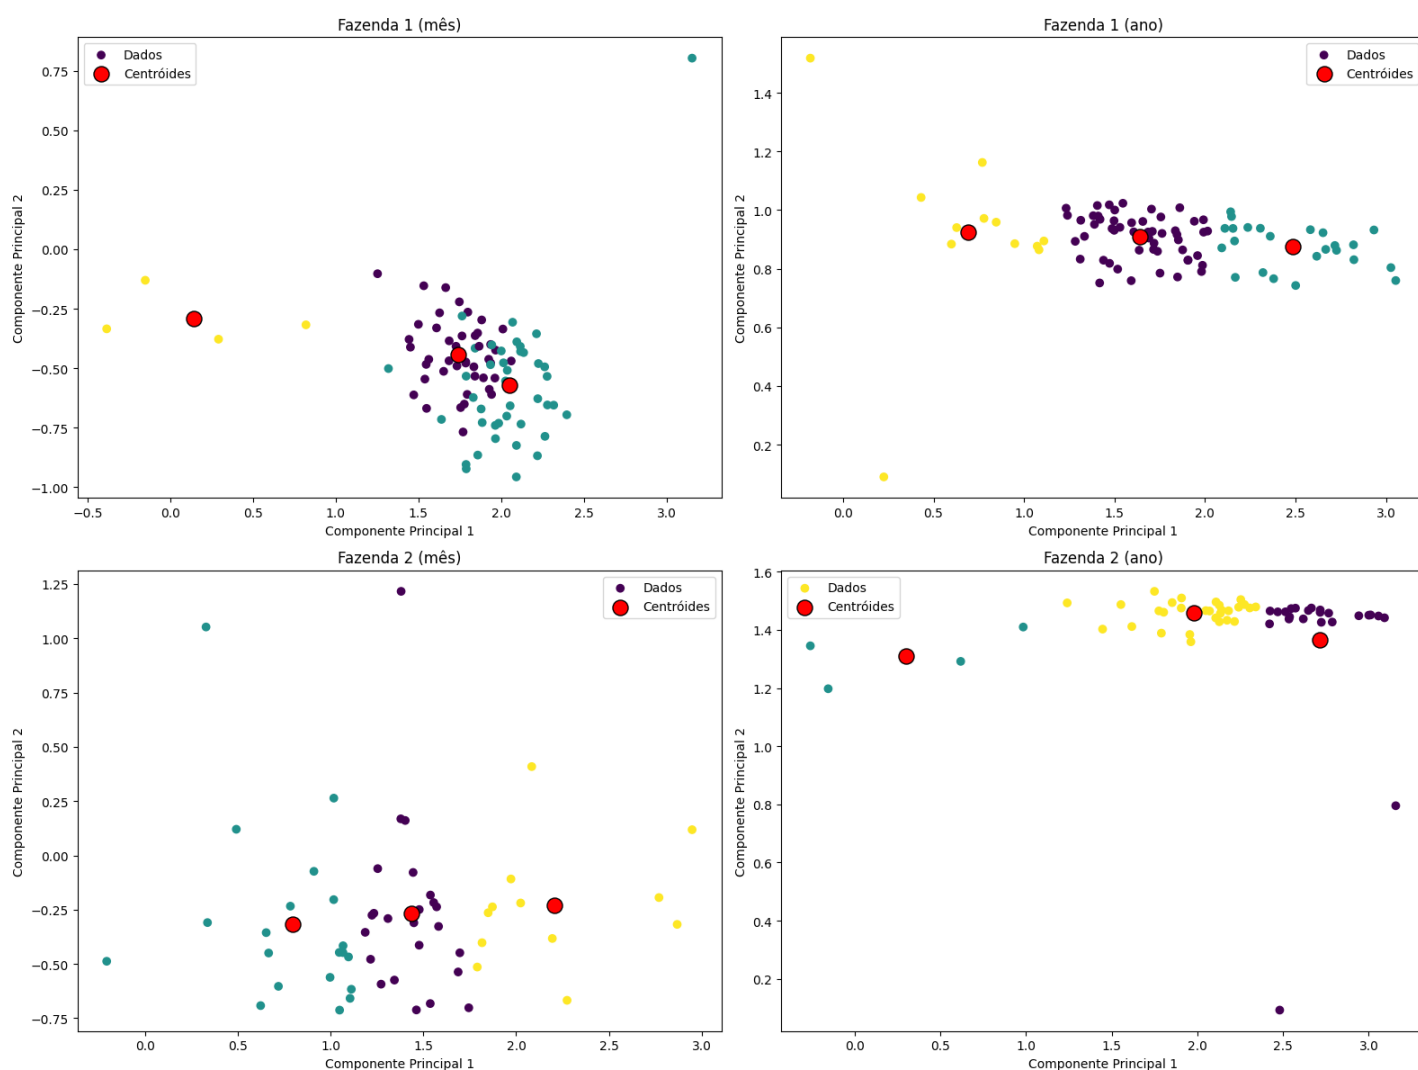 Fazenda 1 (mês)
Dados
Centróides
Componente Principal 2
0.75
0.50
0.25
0.00
−0.25
−0.50
−0.75
−1.00
−0.5 0.0 0.5 1.0 1.5 2.0 2.5 3.0
Componente Principal 1
Fazenda 1 (ano)
Dados
Centróides
Componente Principal 2
1.4
1.2
1.0
0.8
0.6
0.4
0.2
0.0 0.5 1.0 1.5 2.0 2.5 3.0
Componente Principal 1
Fazenda 2 (mês)
Dados
Centróides
Componente Principal 2
1.25
1.00
0.75
0.50
0.25
0.00
−0.25
−0.50
−0.75
0.0 0.5 1.0 1.5 2.0 2.5 3.0
Componente Principal 1
Fazenda 2 (ano)
Dados
Centróides
Componente Principal 2
1.6
1.4
1.2
1.0
0.8
0.6
0.4
0.2
0.0 0.5 1.0 1.5 2.0 2.5 3.0
Componente Principal 1